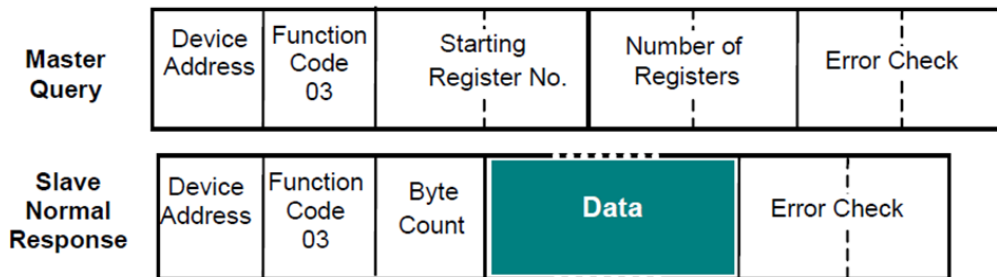 Master
Query
Device
Address
Function
Code
03
Starting
Register No.
Number of
Registers
Error Check
Slave
Normal
Response
Device
Address
Function
Code
03
Byte
Count
Data
Error Check